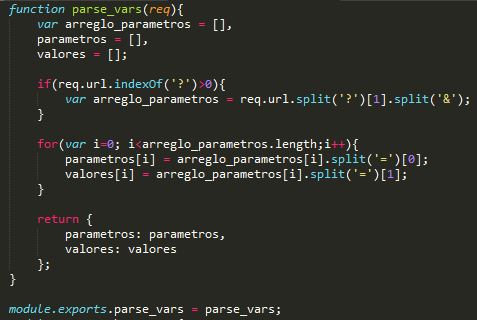 function parse_vars(req){
    var arreglo_parametros = [],
    parametros = [],
    valores = [];

    if(req.url.indexOf('?')>0){
        var arreglo_parametros = req.url.split('?')[1].split('&');
    }

    for(var i=0; i<arreglo_parametros.length;i++){
        parametros[i] = arreglo_parametros[i].split('=')[0];
        valores[i] = arreglo_parametros[i].split('=')[1];
    }

    return {
        parametros: parametros,
        valores: valores
    };
}

module.exports.parse_vars = parse_vars;